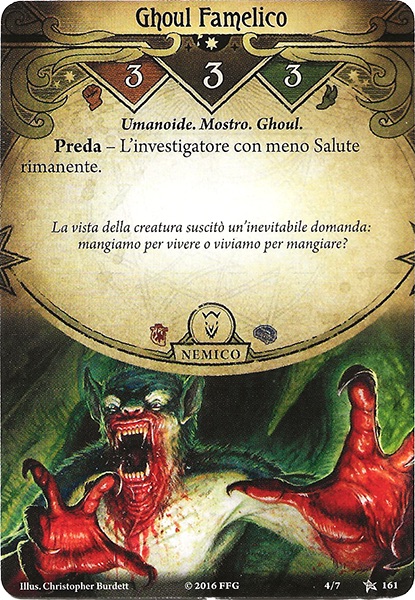 Ghoul Famelico
3 3 3
Umanoide. Mostro. Ghoul.
Preda – L'investigatore con meno Salute
rimanente.
La vista della creatura suscitò un'inevitabile domanda:
mangiamo per vivere o viviamo per mangiare?
NEMICO
Illus. Christopher Burdett © 2016 FFG 4/7 161